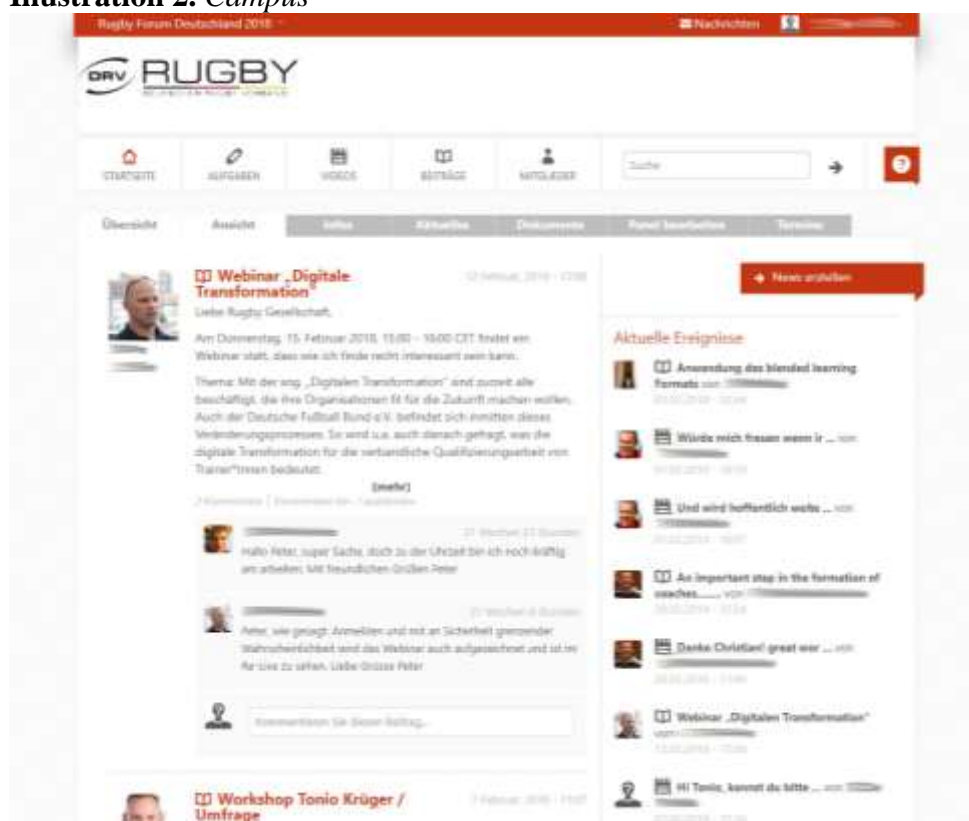 Illustration 2. Campus
Rugby Forum Deutschland 2018
Nachrichten
DRV RUGBY
STARTSEITE
AUFGABEN
VIDEOS
BEITRÄGE
MITGLIEDER
Suche
Übersicht
Ansicht
Infos
Aktuelles
Dokumente
Panel bearbeiten
Termine
Webinar „Digitale
Transformation"
Liebe Rugby Gesellschaft,
Am Donnerstag, 15. Februar 2018, 15:00 - 16:00 CET findet ein
Webinar statt, dass wie ich finde recht interessant sein kann.
Thema: Mit der sog. „Digitalen Transformation" sind zurzeit alle
beschäftigt, die ihre Organisationen fit für die Zukunft machen wollen.
Auch der Deutsche Fußball Bund e.V. befindet sich inmitten dieses
Veränderungsprozesses. So wird u.a. auch danach gefragt, was die
digitale Transformation für die verbandliche Qualifizierungsarbeit von
Trainer*Innen bedeutet.
[mehr]
Hallo Peter, super Sache, doch zu der Uhrzeit bin ich noch kräftig
am arbeiten. Mit freundlichen Grüßen Peter
Peter, wie gesagt: Anmelden und mit an Sicherheit grenzender
Wahrscheinlichkeit wird das Webinar auch aufgezeichnet und ist im
Re-Live zu sehen. Liebe Grüsse Peter
Kommentieren Sie diesen Beitrag...
Workshop Tonio Krüger /
Umfrage
News erstellen
Aktuelle Ereignisse
Anwendung des blended learning
Formats von
Würde mich freuen wenn ir ... von
Und wird hoffentlich weite ... von
An important step in the formation of
coaches....... von
Danke Christian! great wor ... von
Webinar „Digitalen Transformation"
von
Hi Tonio, kannst du bitte ... von